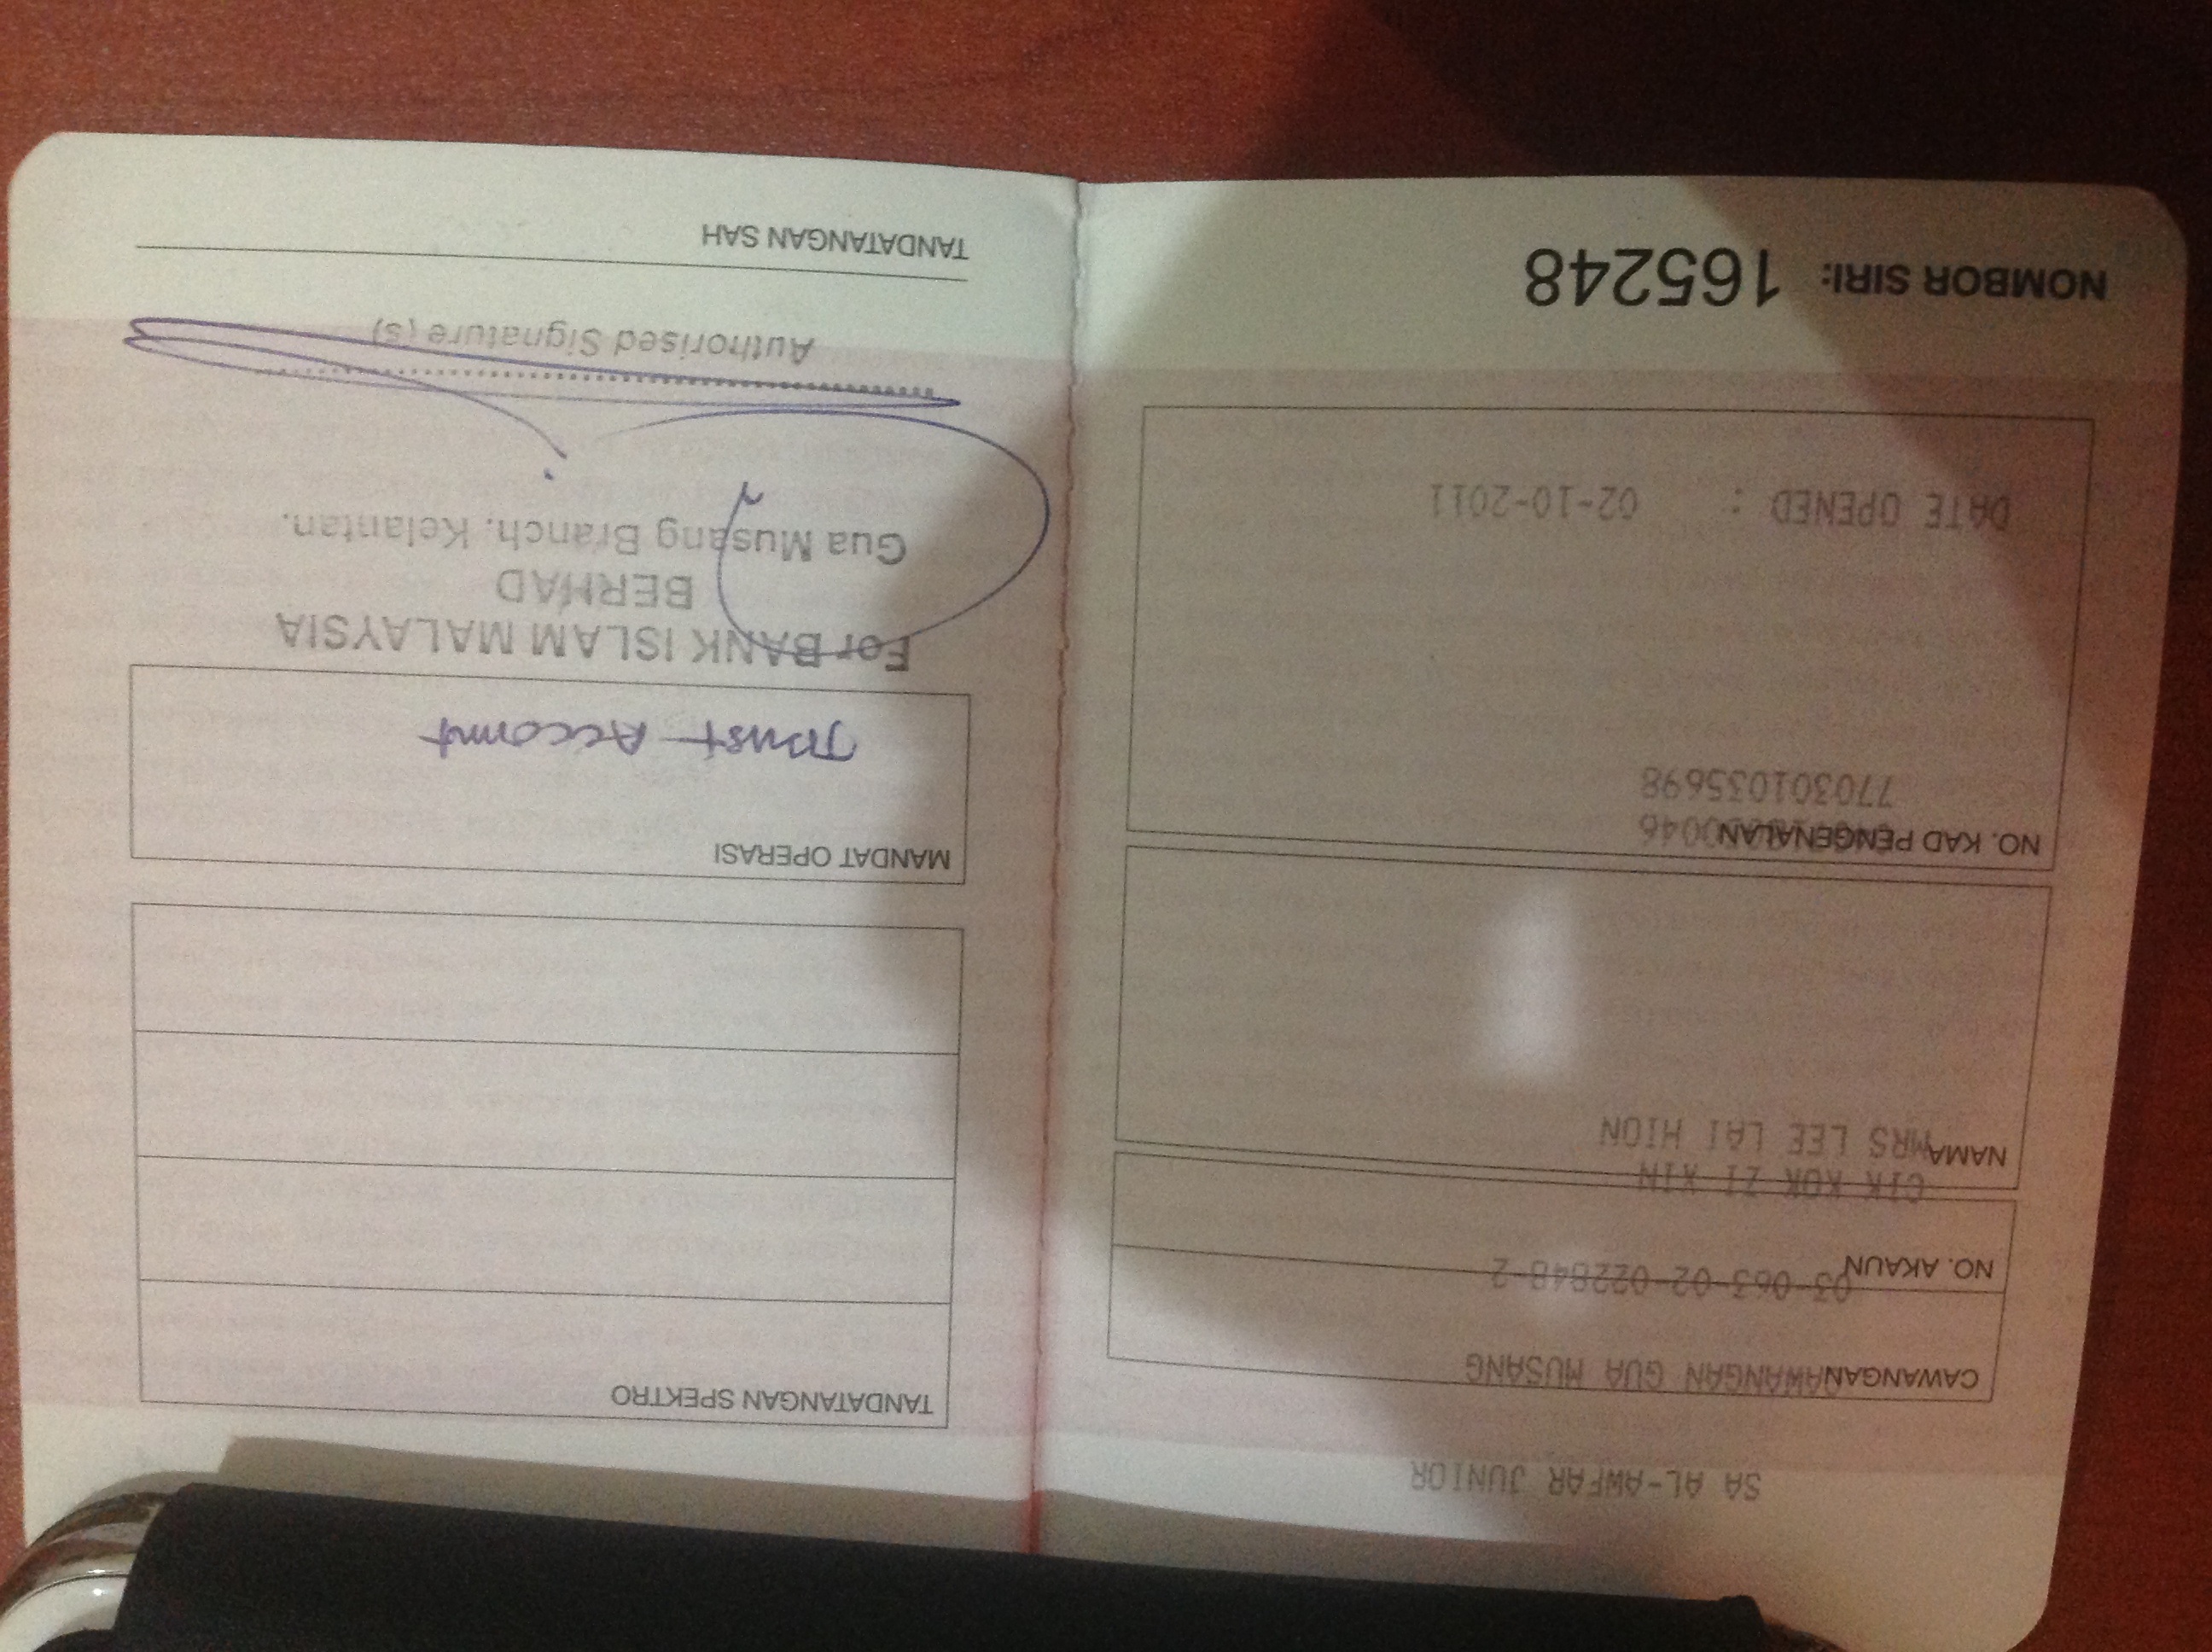 SA AL-AWFAR JUNIOR
CAWANGAN CAWANGAN GUA MUSANG
03-063-02-022848-2
NO. AKAUN
CIK KOK ZI XIN
NAMA MRS LEE LAI HION
NO. KAD PENGENALAN
770301035698
DATE OPENED : 02-10-2011
NOMBOR SIRI: 165248
TANDATANGAN SPEKTRO
MANDAT OPERASI
Trust Account
For BANK ISLAM MALAYSIA
BERHAD
Gua Musang Branch. Kelantan.
Authorised Signature (s)
TANDATANGAN SAH